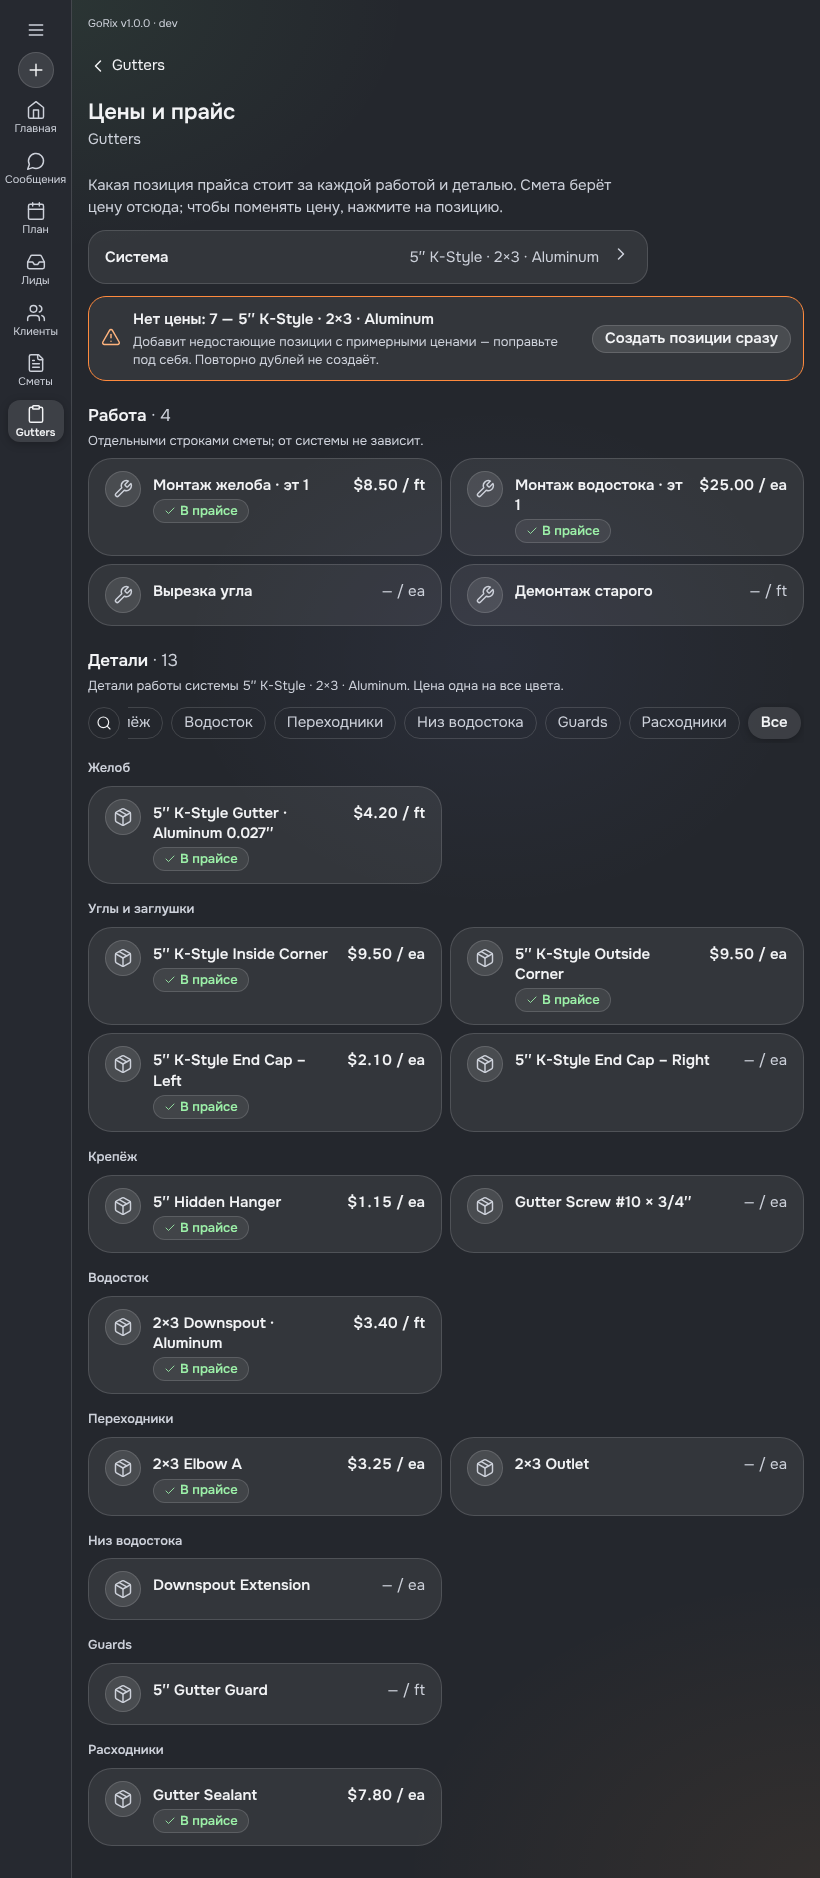 GoRix v1.0.0 · dev
Gutters
Цены и прайс
Gutters
Какая позиция прайса стоит за каждой работой и деталью. Смета берёт
цену отсюда; чтобы поменять цену, нажмите на позицию.
Система 5″ K-Style · 2×3 · Aluminum
Нет цены: 7 — 5″ K-Style · 2×3 · Aluminum
Добавит недостающие позиции с примерными ценами — поправьте
под себя. Повторно дублей не создаёт.
Создать позиции сразу
Главная
Сообщения
План
Лиды
Клиенты
Сметы
Gutters
Работа · 4
Отдельными строками сметы; от системы не зависит.
Монтаж желоба · эт 1 $8.50 / ft
В прайсе
Монтаж водостока · эт $25.00 / ea
1
В прайсе
Вырезка угла – / ea
Демонтаж старого – / ft
Детали · 13
Детали работы системы 5″ K-Style · 2×3 · Aluminum. Цена одна на все цвета.
ёж Водосток Переходники Низ водостока Guards Расходники Все
Желоб
5″ K-Style Gutter · $4.20 / ft
Aluminum 0.027″
В прайсе
Углы и заглушки
5″ K-Style Inside Corner $9.50 / ea
В прайсе
5″ K-Style Outside $9.50 / ea
Corner
В прайсе
5″ K-Style End Cap – $2.10 / ea
Left
В прайсе
5″ K-Style End Cap – Right – / ea
Крепёж
5″ Hidden Hanger $1.15 / ea
В прайсе
Gutter Screw #10 × 3/4″ – / ea
Водосток
2×3 Downspout · $3.40 / ft
Aluminum
В прайсе
Переходники
2×3 Elbow A $3.25 / ea
В прайсе
2×3 Outlet – / ea
Низ водостока
Downspout Extension – / ea
Guards
5″ Gutter Guard – / ft
Расходники
Gutter Sealant $7.80 / ea
В прайсе